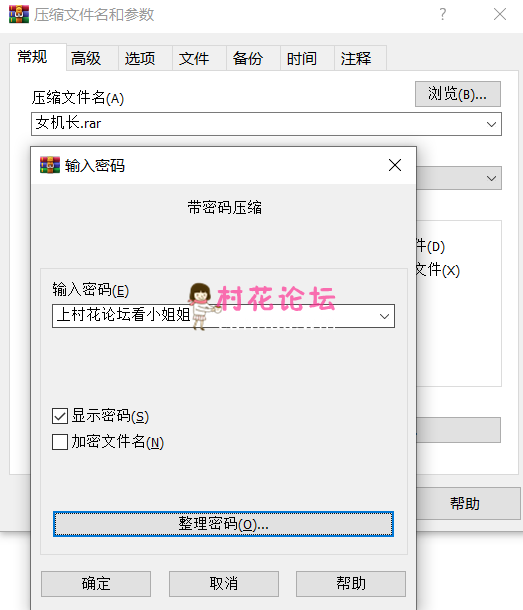 压缩文件名和参数
常规 高级 选项 文件 备份 时间 注释
压缩文件名(A)
浏览(B)...
女机长.rar
输入密码
带密码压缩
件(D)
文件(X)
输入密码(E)
村花论坛
上村花论坛看小姐姐
显示密码(S)
加密文件名(N)
整理密码(O)...
帮助
确定 取消 帮助